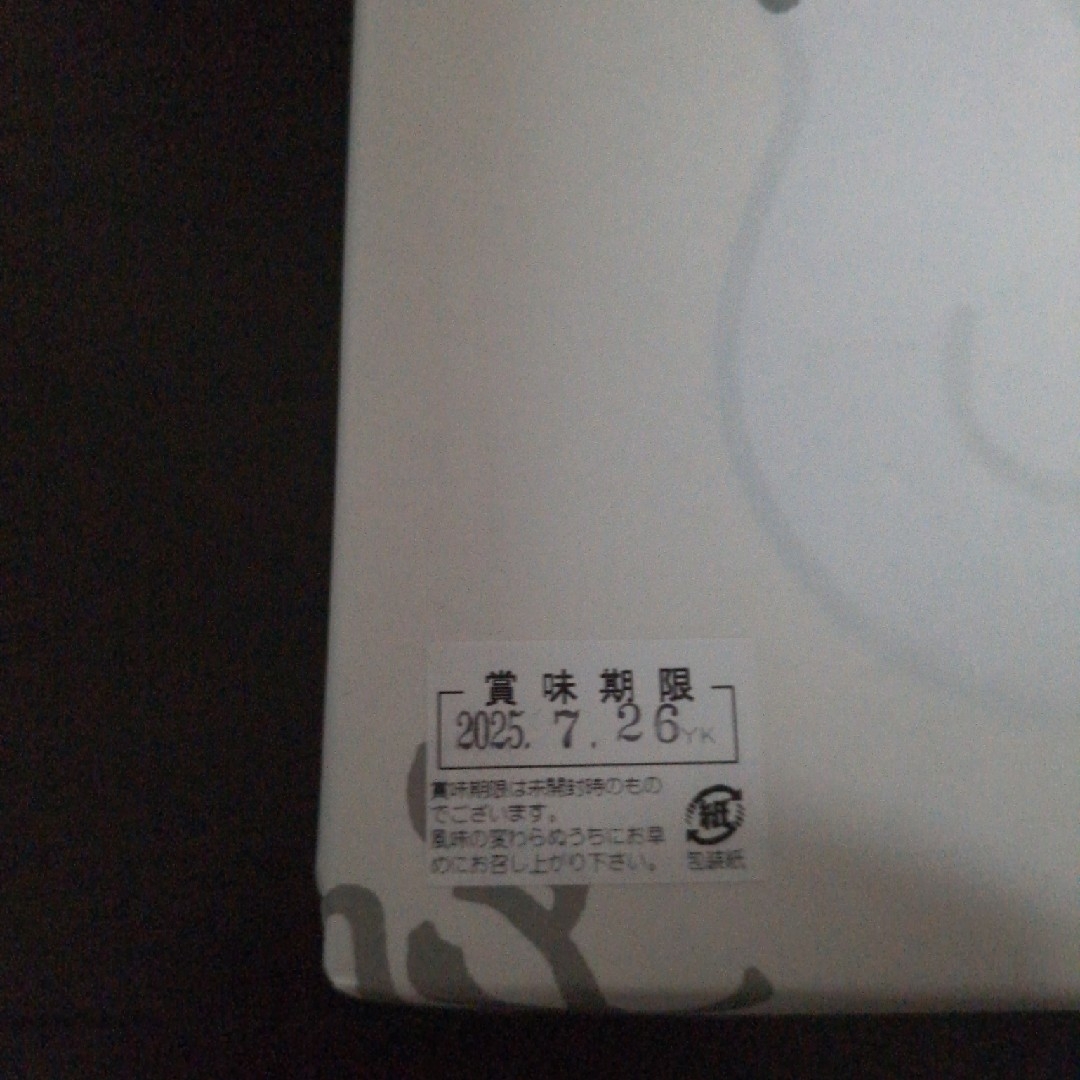 賞味期限
2025. 7. 26 YK
賞味期限は未開封時のもの
でございます。
風味の変わらぬうちにお早
めにお召し上がり下さい。
紙
包装紙